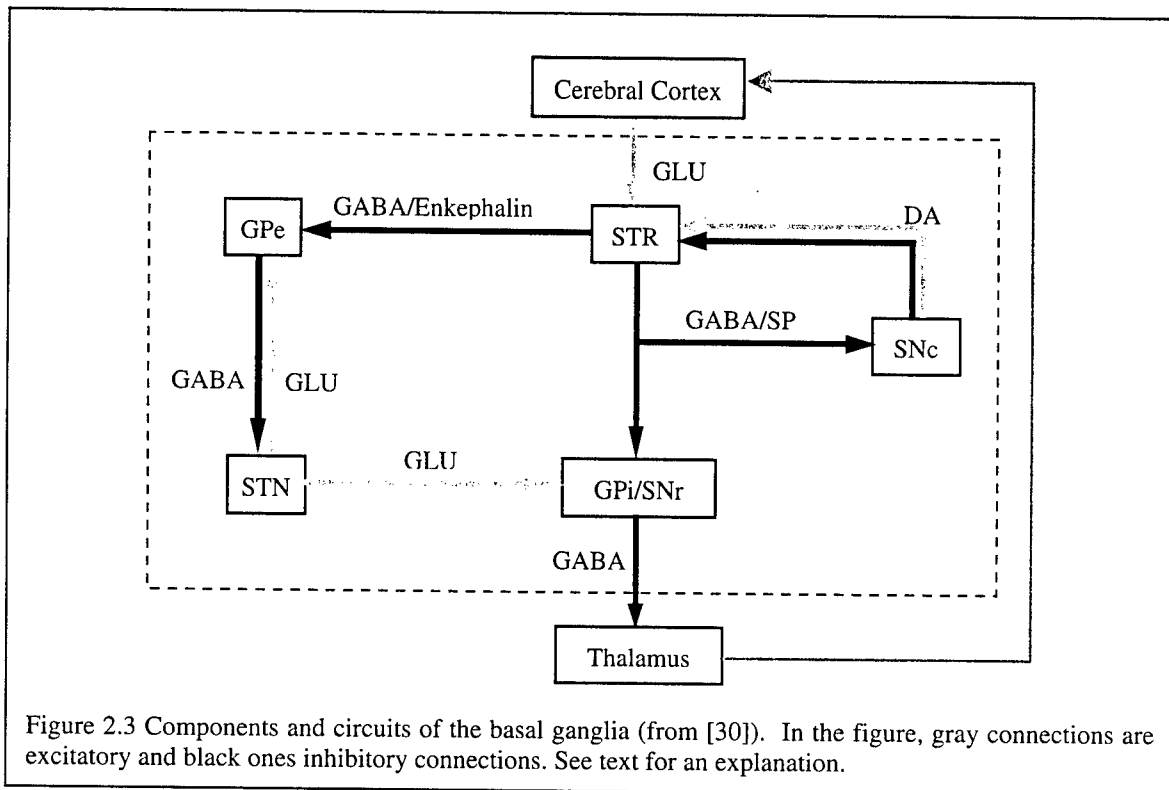 Cerebral Cortex
GLU
GABA/Enkephalin
DA
GPe
STR
GABA/SP
SNc
GABA
GLU
GLU
STN
GPi/SNr
GABA
Thalamus
Figure 2.3 Components and circuits of the basal ganglia (from [30]). In the figure, gray connections are
excitatory and black ones inhibitory connections. See text for an explanation.